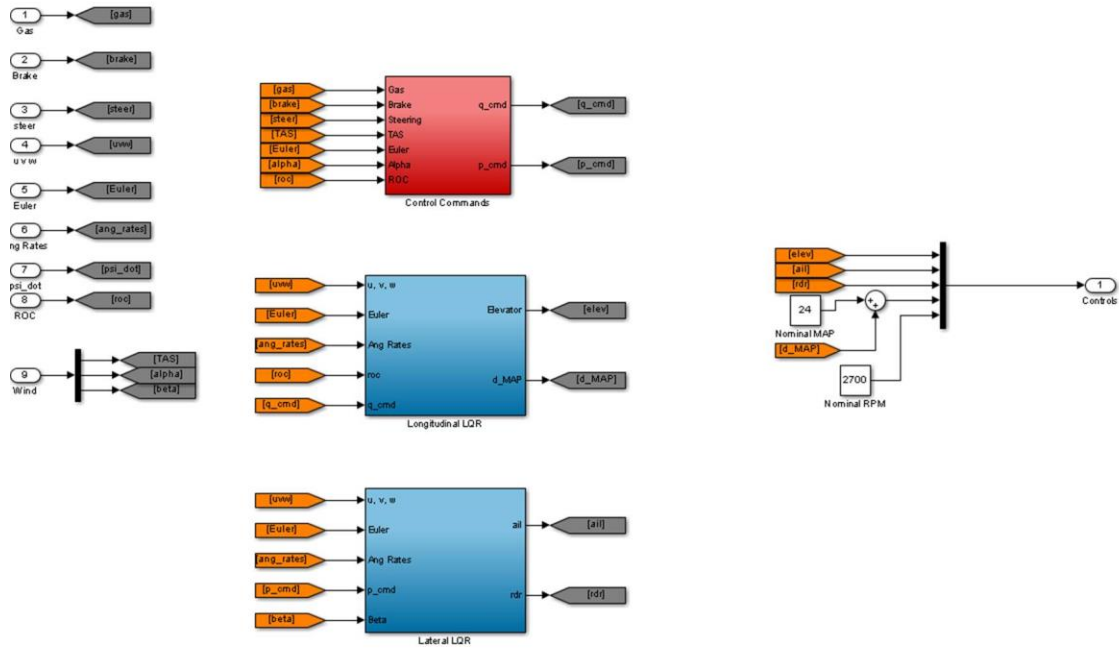 1
[gas]
Gas
2
[brake]
Brake
3
[steer]
steer
4
[uvw]
u v w
5
[Euler]
Euler
6
[ang_rates]
ng Rates
7
[psi_dot]
psi_dot
8
[roc]
ROC
9
Wind
[TAS]
[alpha]
[beta]
[gas]
[brake]
[steer]
[TAS]
[Euler]
[alpha]
[roc]
Gas
Brake
Steering
TAS
Euler
Alpha
ROC
q_cmd
p_cmd
[q_cmd]
[p_cmd]
Control Commands
[uvw]
[Euler]
[ang_rates]
[roc]
[q_cmd]
u, v, w
Euler
Ang Rates
roc
q_cmd
Elevator
d_MAP
[elev]
[d_MAP]
Longitudinal LQR
[uvw]
[Euler]
[ang_rates]
[p_cmd]
[beta]
u, v, w
Euler
Ang Rates
p_cmd
Beta
ail
rdr
[ail]
[rdr]
Lateral LQR
[elev]
[ail]
[rdr]
24
Nominal MAP
[d_MAP]
2700
Nominal RPM
1
Controls